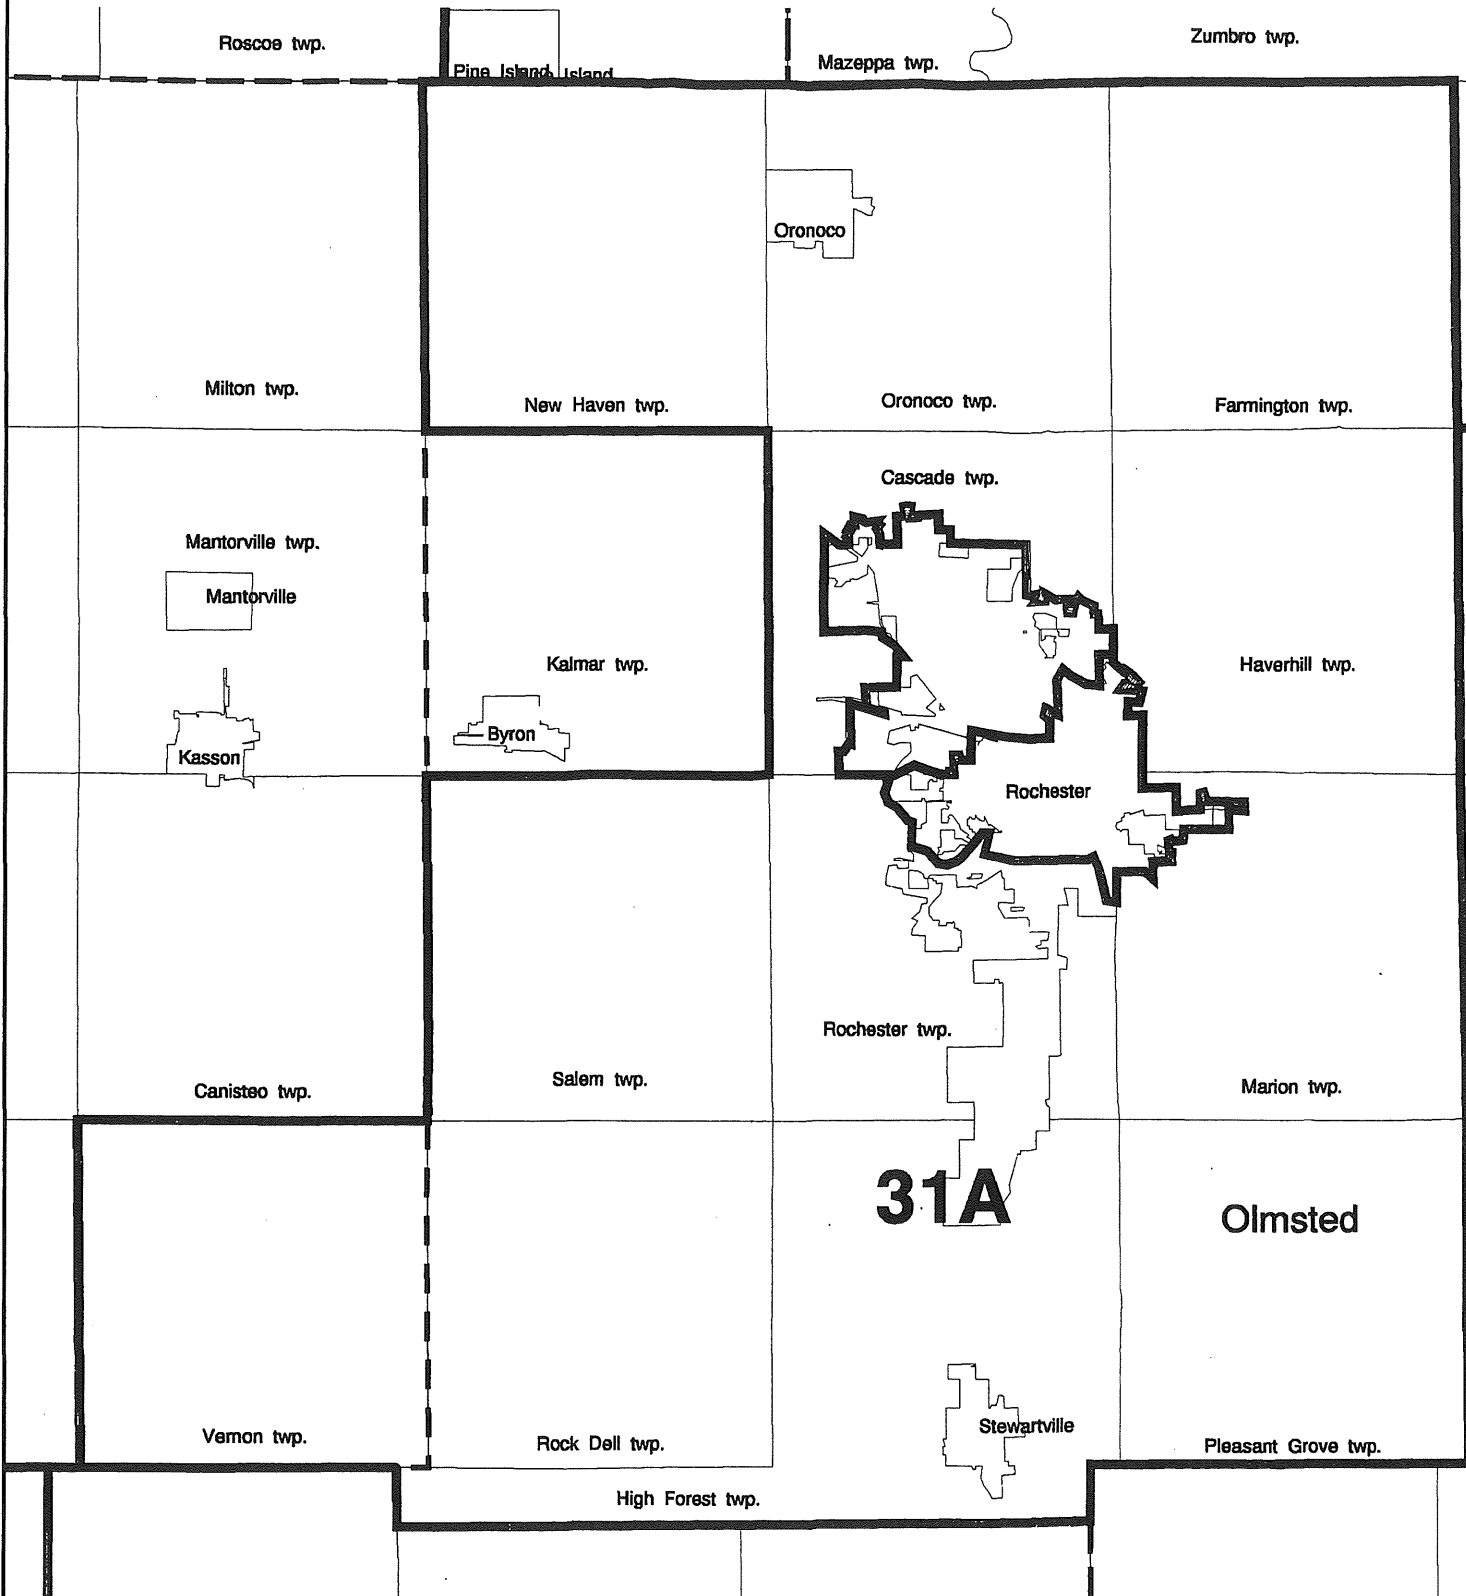 Roscoe twp.
Zumbro twp.
Mazeppa twp.
Pine Island Island
Oronoco
Milton twp.
New Haven twp.
Oronoco twp.
Farmington twp.
Cascade twp.
Mantorville twp.
Mantorville
Kalmar twp.
Haverhill twp.
Byron
Kasson
Rochester
Rochester twp.
Salem twp.
Canisteo twp.
Marion twp.
31A
Olmsted
Stewartville
Vernon twp.
Rock Dell twp.
Pleasant Grove twp.
High Forest twp.